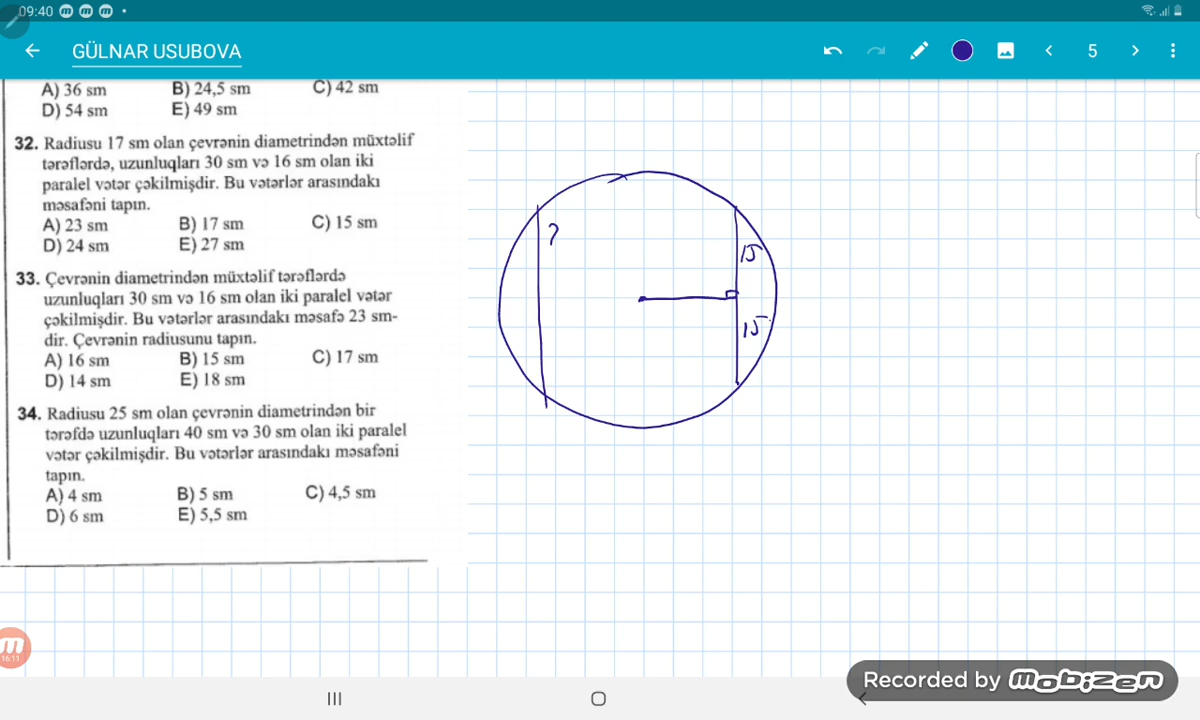 09:40
GÜLNAR USUBOVA
5
A) 36 sm B) 24,5 sm C) 42 sm
D) 54 sm E) 49 sm
32. Radiusu 17 sm olan çevrənin diametrindən müxtəlif
tərəflərdə, uzunluqları 30 sm və 16 sm olan iki
paralel vətər çəkilmişdir. Bu vətərlər arasındakı
məsafəni tapın.
A) 23 sm B) 17 sm C) 15 sm
D) 24 sm E) 27 sm
33. Çevrənin diametrindən müxtəlif tərəflərdə
uzunluqları 30 sm və 16 sm olan iki paralel vətər
çəkilmişdir. Bu vətərlər arasındakı məsafə 23 sm-
dir. Çevrənin radiusunu tapın.
A) 16 sm B) 15 sm C) 17 sm
D) 14 sm E) 18 sm
34. Radiusu 25 sm olan çevrənin diametrindən bir
tərəfdə uzunluqları 40 sm və 30 sm olan iki paralel
vətər çəkilmişdir. Bu vətərlər arasındakı məsafəni
tapın.
A) 4 sm B) 5 sm C) 4,5 sm
D) 6 sm E) 5,5 sm
?
15
15
16:11
Recorded by mobizen